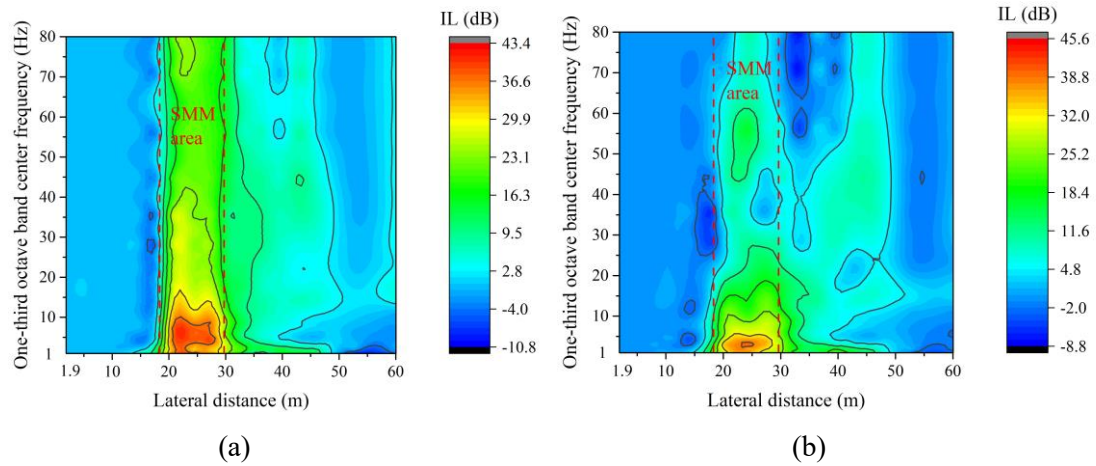 IL (dB)
One-third octave band center frequency (Hz)
80
70
60
50
40
30
20
10
1
SMM
area
1.9 10 20 30 40 50 60
Lateral distance (m)
43.4
36.6
29.9
23.1
16.3
9.5
2.8
-4.0
-10.8
(a)
IL (dB)
One-third octave band center frequency (Hz)
80
70
60
50
40
30
20
10
1
SMM
area
1.9 10 20 30 40 50 60
Lateral distance (m)
45.6
38.8
32.0
25.2
18.4
11.6
4.8
-2.0
-8.8
(b)